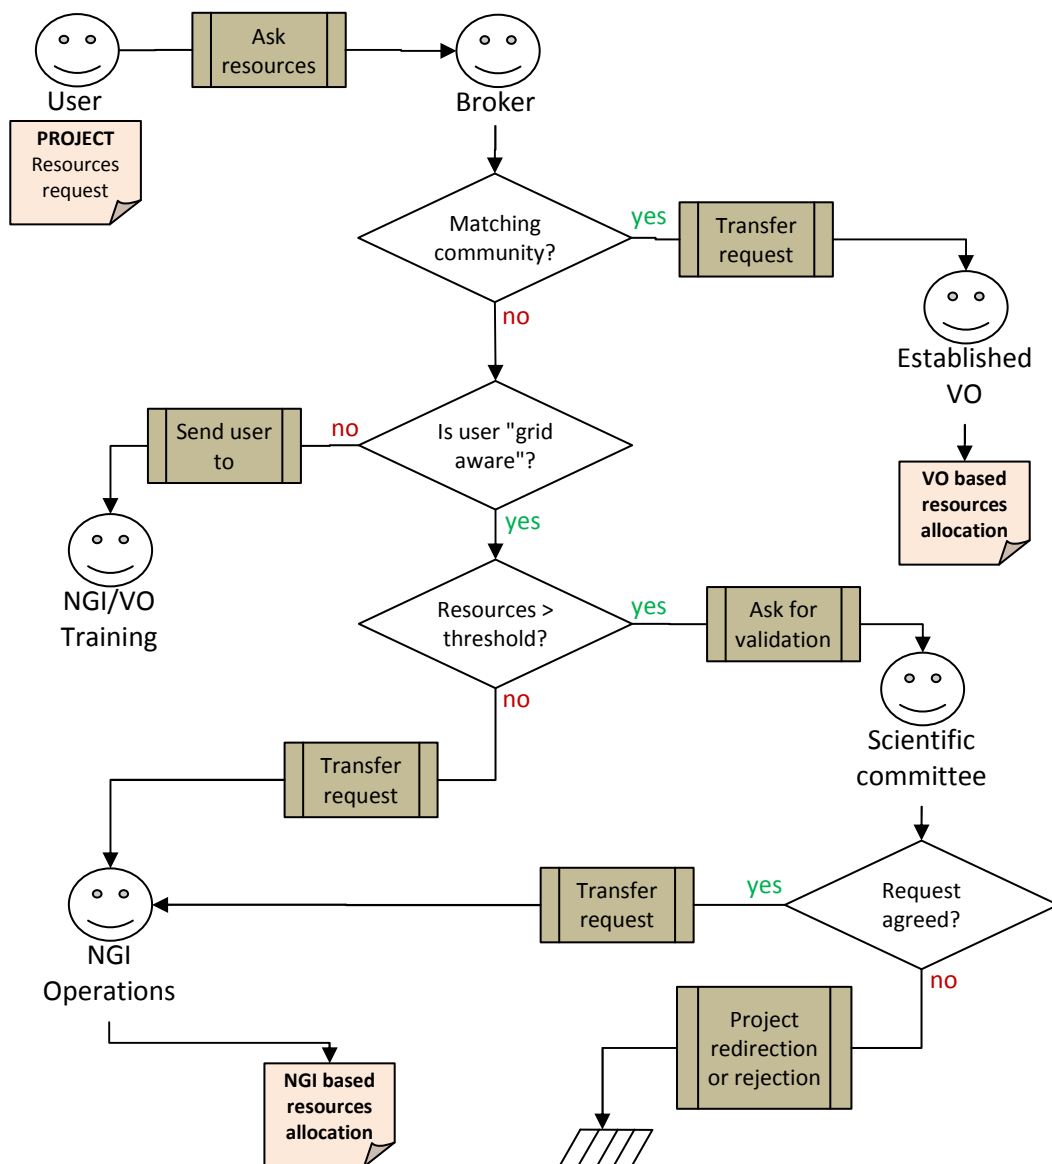 Ask
resources
User
Broker
PROJECT
Resources
request
Matching
community?
yes
Transfer
request
no
Established
VO
Send user
to
no
Is user "grid
aware"?
VO based
resources
allocation
yes
NGI/VO
Training
Resources >
threshold?
yes
Ask for
validation
no
Scientific
committee
Transfer
request
Transfer
request
yes
Request
agreed?
NGI
Operations
no
Project
redirection
or rejection
NGI based
resources
allocation